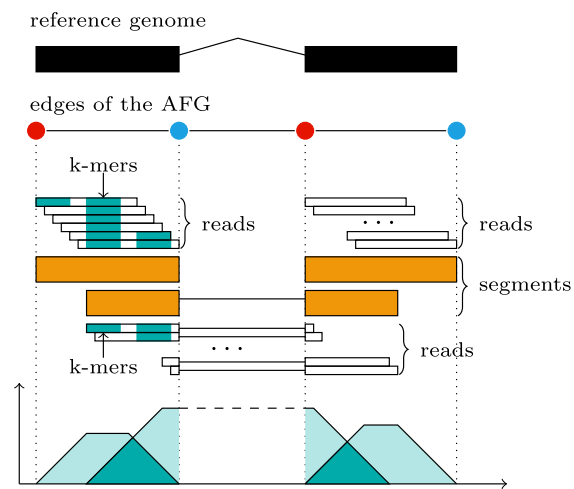 reference genome
edges of the AFG
k-mers
reads
reads
segments
reads
k-mers